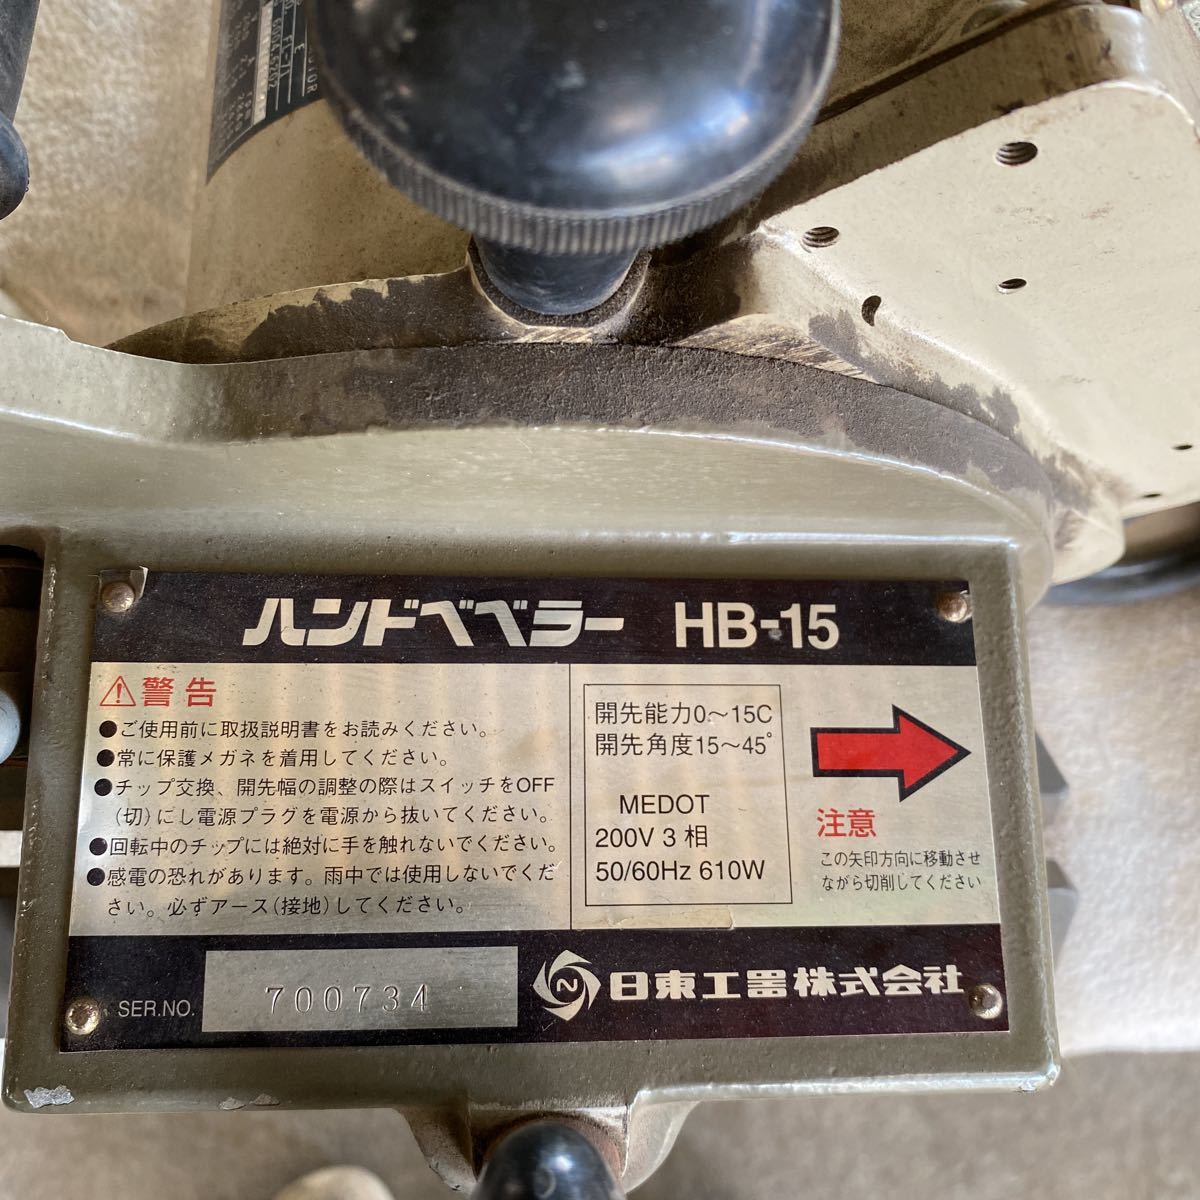 ハンドベベラー HB-15
警告
●ご使用前に取扱説明書をお読みください。
●常に保護メガネを着用してください。
●チップ交換、開先幅の調整の際はスイッチをOFF
(切)にし電源プラグを電源から抜いてください。
●回転中のチップには絶対に手を触れないでください。
●感電の恐れがあります。雨中では使用しないでくだ
さい。必ずアース(接地)してください。
開先能力0～15C
開先角度15～45°
MEDOT
200V 3 相
50/60Hz 610W
注意
この矢印方向に移動させ
ながら切削してください
SER.NO. 700734
日東工器株式会社